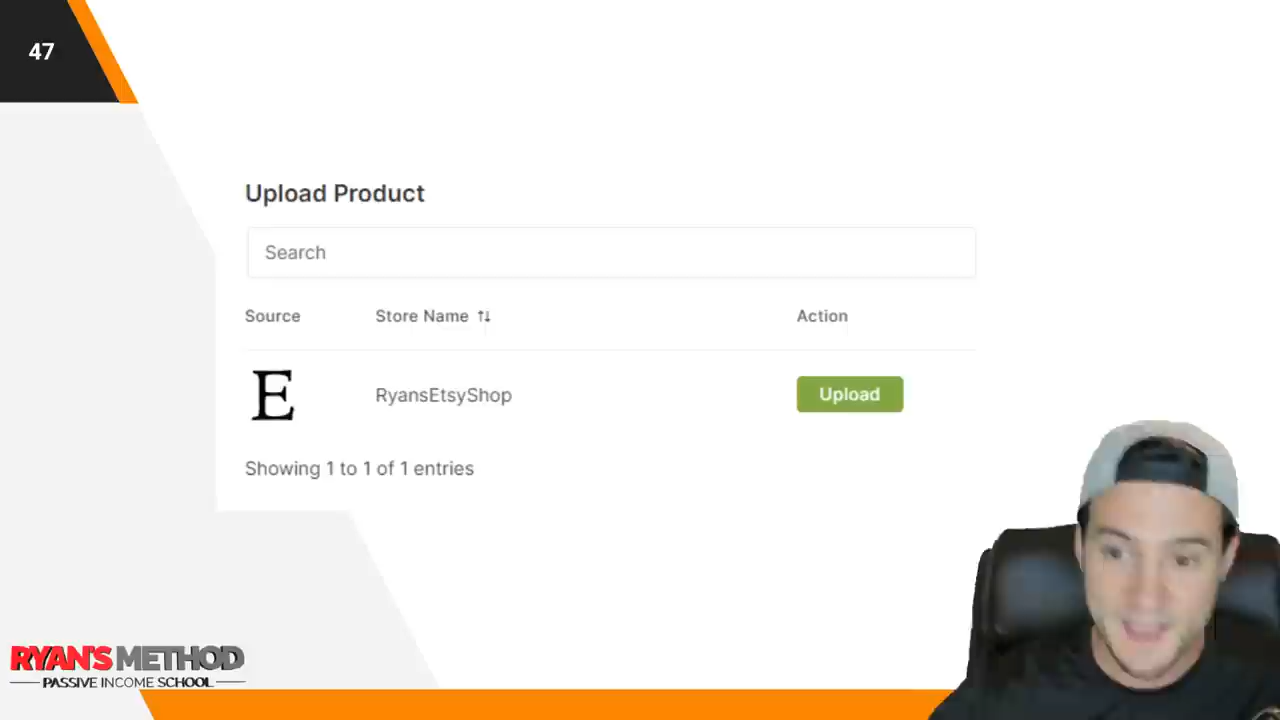 47
Upload Product
Search
Source Store Name ↑↓ Action
E RyansEtsyShop Upload
Showing 1 to 1 of 1 entries
RYAN'S METHOD
PASSIVE INCOME SCHOOL